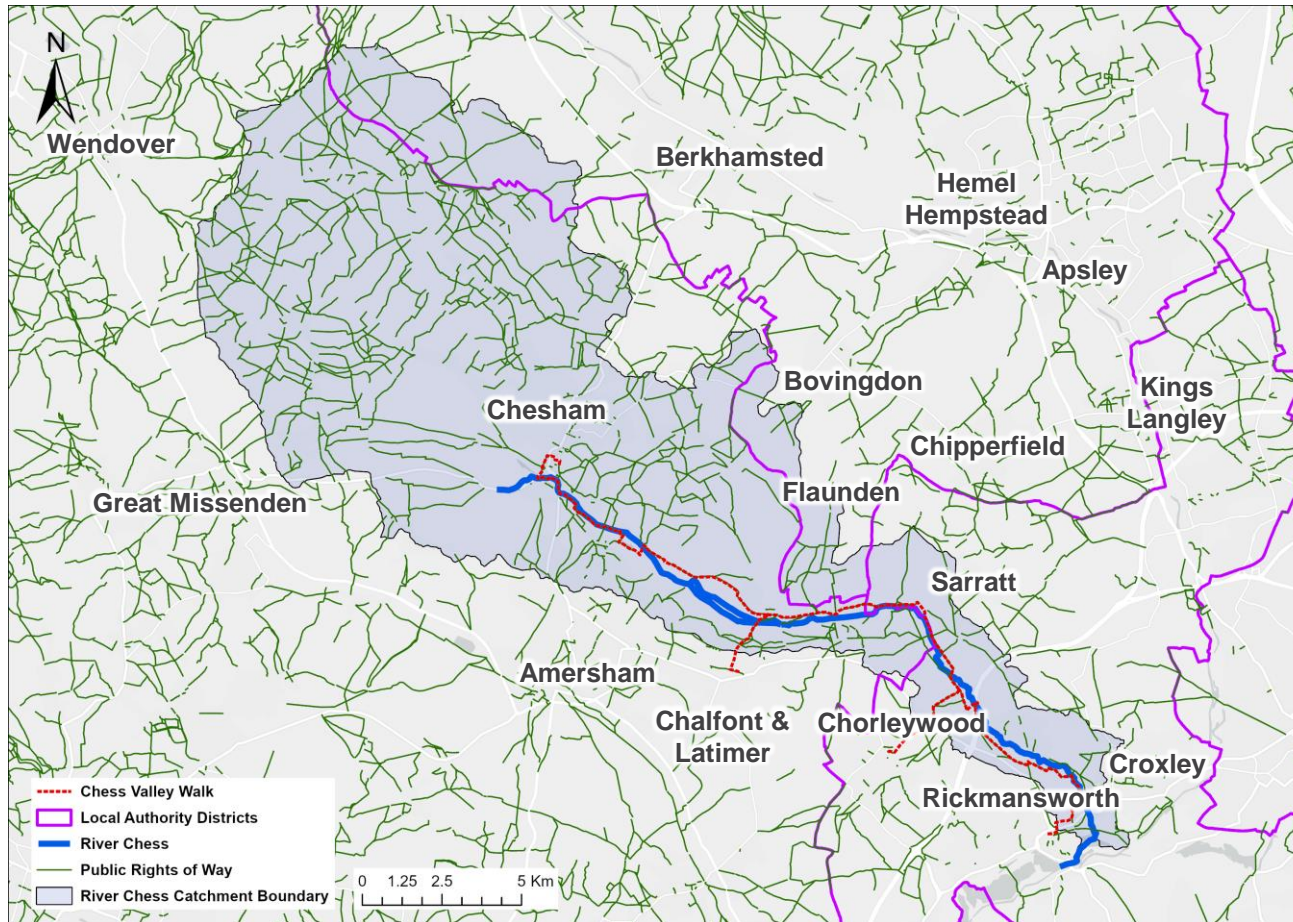 N
Wendover
Berkhamsted
Hemel
Hempstead
Apsley
Bovingdon
Kings
Langley
Chesham
Chipperfield
Great Missenden
Flaunden
Sarratt
Amersham
Chalfont &
Latimer
Chorleywood
Croxley
Rickmansworth
Chess Valley Walk
Local Authority Districts
River Chess
Public Rights of Way
River Chess Catchment Boundary
0 1.25 2.5 5 Km